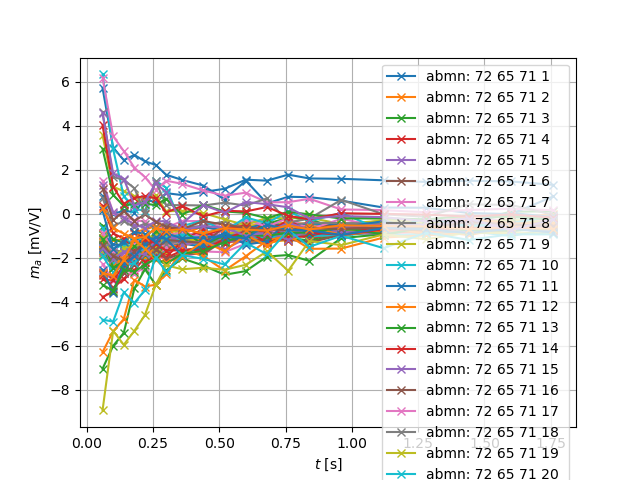 6
4
2
0
−2
−4
−6
−8
mₐ [mV/V]
0.00
0.25
0.50
0.75
1.00
1.25
1.50
1.75
t [s]
abmn: 72 65 71 1
abmn: 72 65 71 2
abmn: 72 65 71 3
abmn: 72 65 71 4
abmn: 72 65 71 5
abmn: 72 65 71 6
abmn: 72 65 71 7
abmn: 72 65 71 8
abmn: 72 65 71 9
abmn: 72 65 71 10
abmn: 72 65 71 11
abmn: 72 65 71 12
abmn: 72 65 71 13
abmn: 72 65 71 14
abmn: 72 65 71 15
abmn: 72 65 71 16
abmn: 72 65 71 17
abmn: 72 65 71 18
abmn: 72 65 71 19
abmn: 72 65 71 20